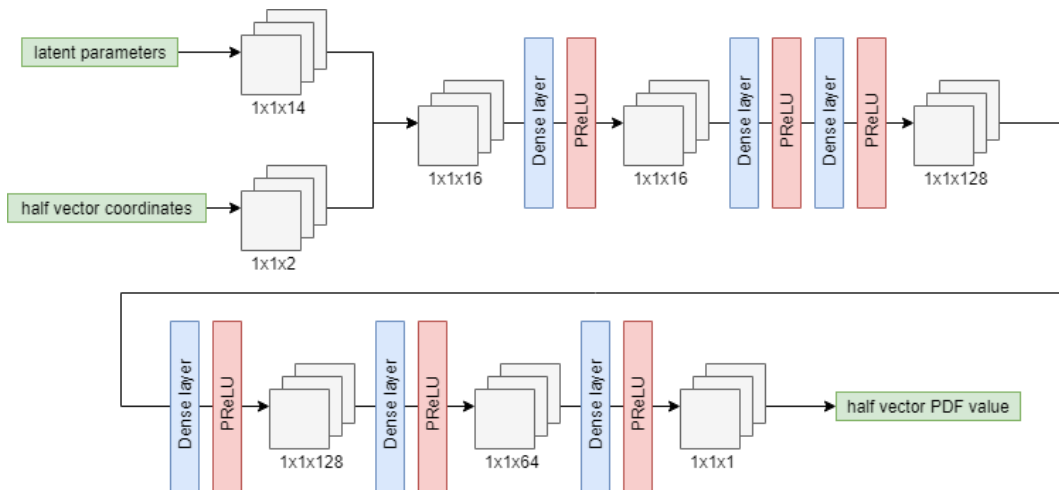 latent parameters
1x1x14
half vector coordinates
1x1x2
1x1x16
Dense layer
PReLU
1x1x16
Dense layer
PReLU
Dense layer
PReLU
1x1x128
Dense layer
PReLU
1x1x128
Dense layer
PReLU
1x1x64
Dense layer
PReLU
1x1x1
half vector PDF value